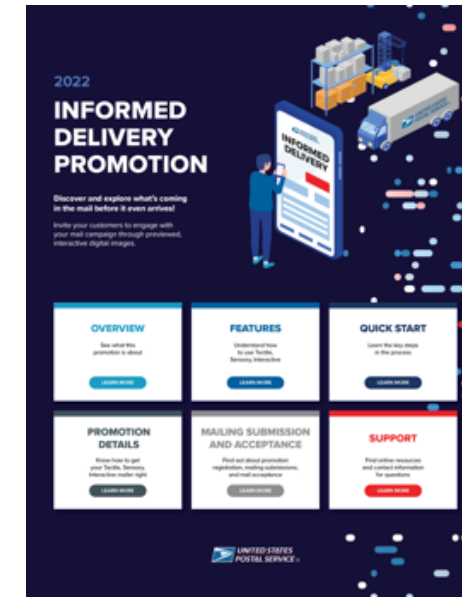 2022
INFORMED
DELIVERY
PROMOTION
Discover and explore what's coming
in the mail before it even arrives!
Invite your customers to engage with
your mail campaign through previewed,
interactive digital images.
INFORMED
DELIVERY
UNITED STATES
POSTAL SERVICE
OVERVIEW
See what this
promotion is about
LEARN MORE
FEATURES
Understand how
to use Tactile,
Sensory, Interactive
LEARN MORE
QUICK START
Learn the key steps
in the process
LEARN MORE
PROMOTION
DETAILS
Know how to get
your Tactile, Sensory,
Interactive mailer right
LEARN MORE
MAILING SUBMISSION
AND ACCEPTANCE
Find out about promotion
registration, mailing submissions,
and mail acceptance
LEARN MORE
SUPPORT
Find online resources
and contact information
for questions
LEARN MORE
UNITED STATES
POSTAL SERVICE®